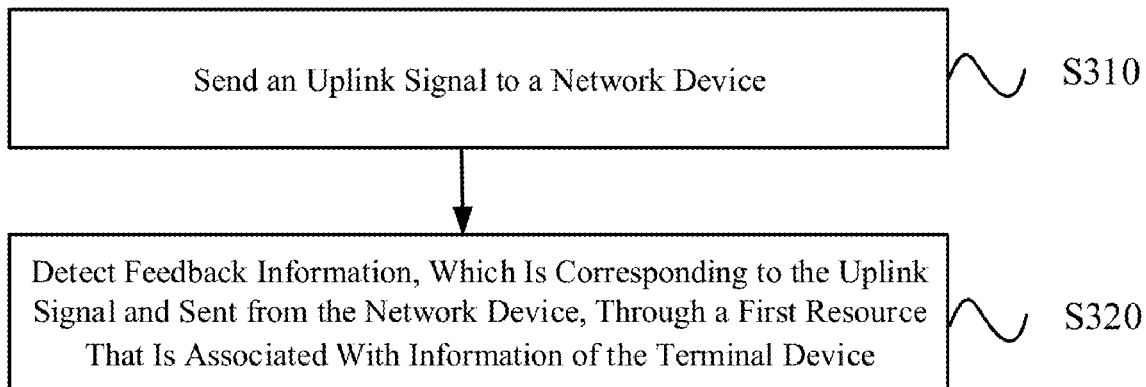 Send an Uplink Signal to a Network Device
S310
Detect Feedback Information, Which Is Corresponding to the Uplink
Signal and Sent from the Network Device, Through a First Resource
That Is Associated With Information of the Terminal Device
S320